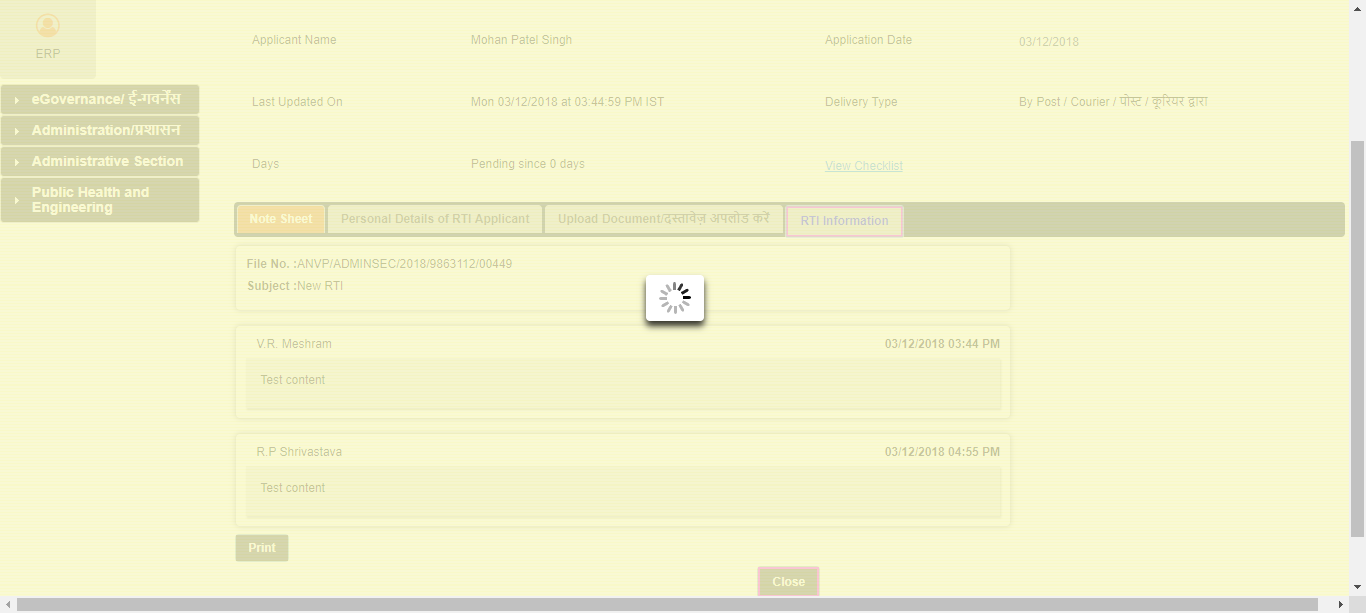 ERP
eGovernance/ ई-गवर्नेंस
Administration/प्रशासन
Administrative Section
Public Health and
Engineering
Applicant Name Mohan Patel Singh Application Date 03/12/2018
Last Updated On Mon 03/12/2018 at 03:44:59 PM IST Delivery Type By Post / Courier / पोस्ट / कूरियर द्वारा
Days Pending since 0 days View Checklist
Note Sheet Personal Details of RTI Applicant Upload Document/दस्तावेज़ अपलोड करें RTI Information
File No. :ANVP/ADMINSEC/2018/9863112/00449
Subject :New RTI
V.R. Meshram 03/12/2018 03:44 PM
Test content
R.P Shrivastava 03/12/2018 04:55 PM
Test content
Print
Close